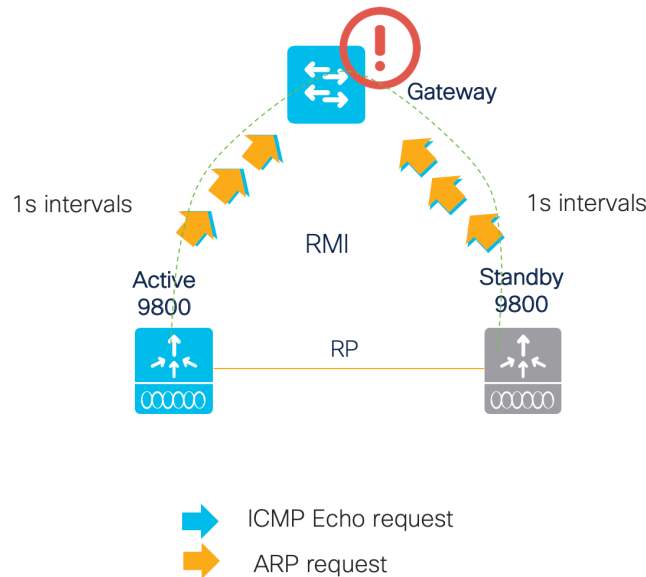 Gateway
1s intervals
1s intervals
RMI
Active
9800
Standby
9800
RP
ICMP Echo request
ARP request